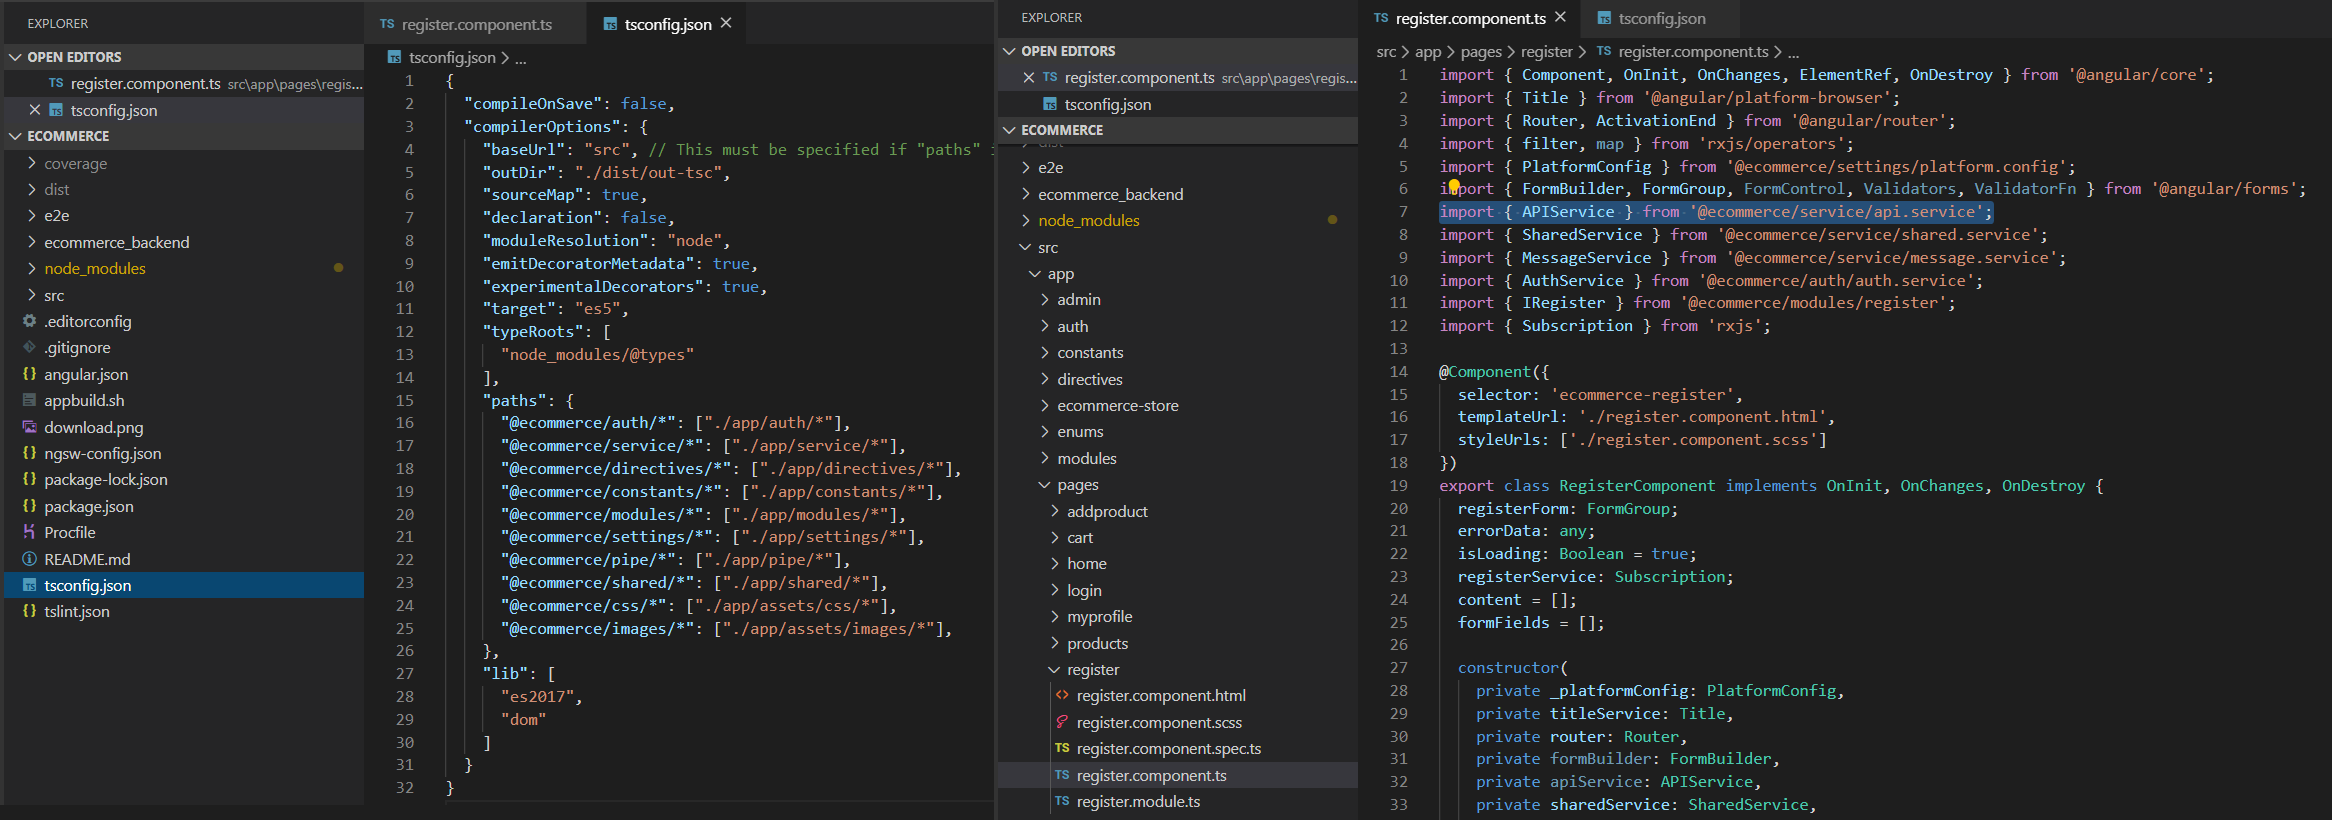 EXPLORER
OPEN EDITORS
TS register.component.ts src\app\pages\regis...
tsconfig.json
ECOMMERCE
coverage
dist
e2e
ecommerce_backend
node_modules
src
.editorconfig
.gitignore
angular.json
appbuild.sh
download.png
ngsw-config.json
package-lock.json
package.json
Procfile
README.md
tsconfig.json
tslint.json
TS register.component.ts
TS tsconfig.json
TS tsconfig.json > ...
1 {
2 "compileOnSave": false,
3 "compilerOptions": {
4 "baseUrl": "src", // This must be specified if "paths" i
5 "outDir": "./dist/out-tsc",
6 "sourceMap": true,
7 "declaration": false,
8 "moduleResolution": "node",
9 "emitDecoratorMetadata": true,
10 "experimentalDecorators": true,
11 "target": "es5",
12 "typeRoots": [
13 "node_modules/@types"
14 ],
15 "paths": {
16 "@ecommerce/auth/*": ["./app/auth/*"],
17 "@ecommerce/service/*": ["./app/service/*"],
18 "@ecommerce/directives/*": ["./app/directives/*"],
19 "@ecommerce/constants/*": ["./app/constants/*"],
20 "@ecommerce/modules/*": ["./app/modules/*"],
21 "@ecommerce/settings/*": ["./app/settings/*"],
22 "@ecommerce/pipe/*": ["./app/pipe/*"],
23 "@ecommerce/shared/*": ["./app/shared/*"],
24 "@ecommerce/css/*": ["./app/assets/css/*"],
25 "@ecommerce/images/*": ["./app/assets/images/*"],
26 },
27 "lib": [
28 "es2017",
29 "dom"
30 ]
31 }
32 }
EXPLORER
OPEN EDITORS
TS register.component.ts src\app\pages\regis...
tsconfig.json
ECOMMERCE
dist
e2e
ecommerce_backend
node_modules
src
app
admin
auth
constants
directives
ecommerce-store
enums
modules
pages
addproduct
cart
home
login
myprofile
products
register
register.component.html
register.component.scss
TS register.component.spec.ts
TS register.component.ts
TS register.module.ts
TS register.component.ts
TS tsconfig.json
src > app > pages > register > TS register.component.ts > ...
1 import { Component, OnInit, OnChanges, ElementRef, OnDestroy } from '@angular/core';
2 import { Title } from '@angular/platform-browser';
3 import { Router, ActivationEnd } from '@angular/router';
4 import { filter, map } from 'rxjs/operators';
5 import { PlatformConfig } from '@ecommerce/settings/platform.config';
6 import { FormBuilder, FormGroup, FormControl, Validators, ValidatorFn } from '@angular/forms';
7 import { APIService } from '@ecommerce/service/api.service';
8 import { SharedService } from '@ecommerce/service/shared.service';
9 import { MessageService } from '@ecommerce/service/message.service';
10 import { AuthService } from '@ecommerce/auth/auth.service';
11 import { IRegister } from '@ecommerce/modules/register';
12 import { Subscription } from 'rxjs';
13
14 @Component({
15 selector: 'ecommerce-register',
16 templateUrl: './register.component.html',
17 styleUrls: ['./register.component.scss']
18 })
19 export class RegisterComponent implements OnInit, OnChanges, OnDestroy {
20 registerForm: FormGroup;
21 errorData: any;
22 isLoading: Boolean = true;
23 registerService: Subscription;
24 content = [];
25 formFields = [];
26
27 constructor(
28 private _platformConfig: PlatformConfig,
29 private titleService: Title,
30 private router: Router,
31 private formBuilder: FormBuilder,
32 private apiService: APIService,
33 private sharedService: SharedService,